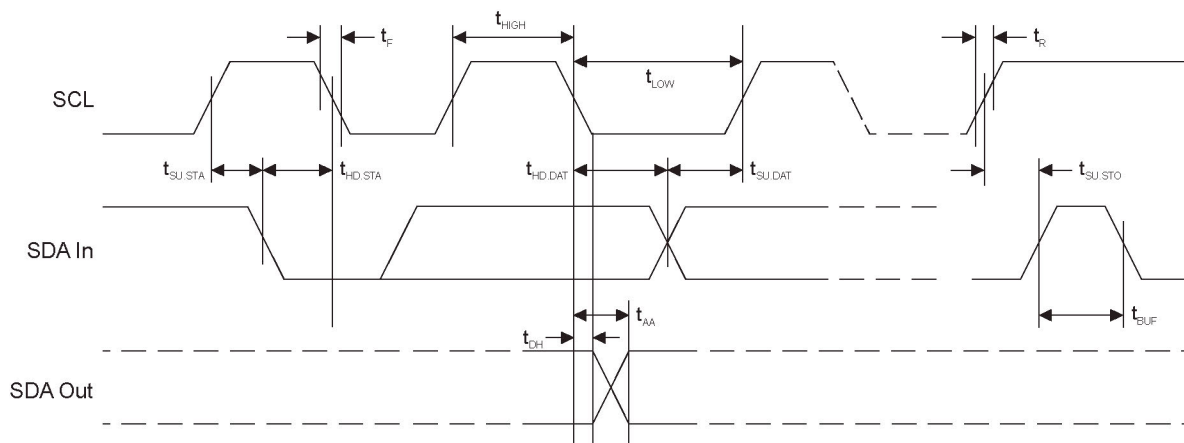 t_HIGH
t_F
t_R
t_LOW
SCL
t_SU.STA
t_HD.STA
t_HD.DAT
t_SU.DAT
t_SU.STO
SDA In
t_AA
t_BUF
t_DH
SDA Out